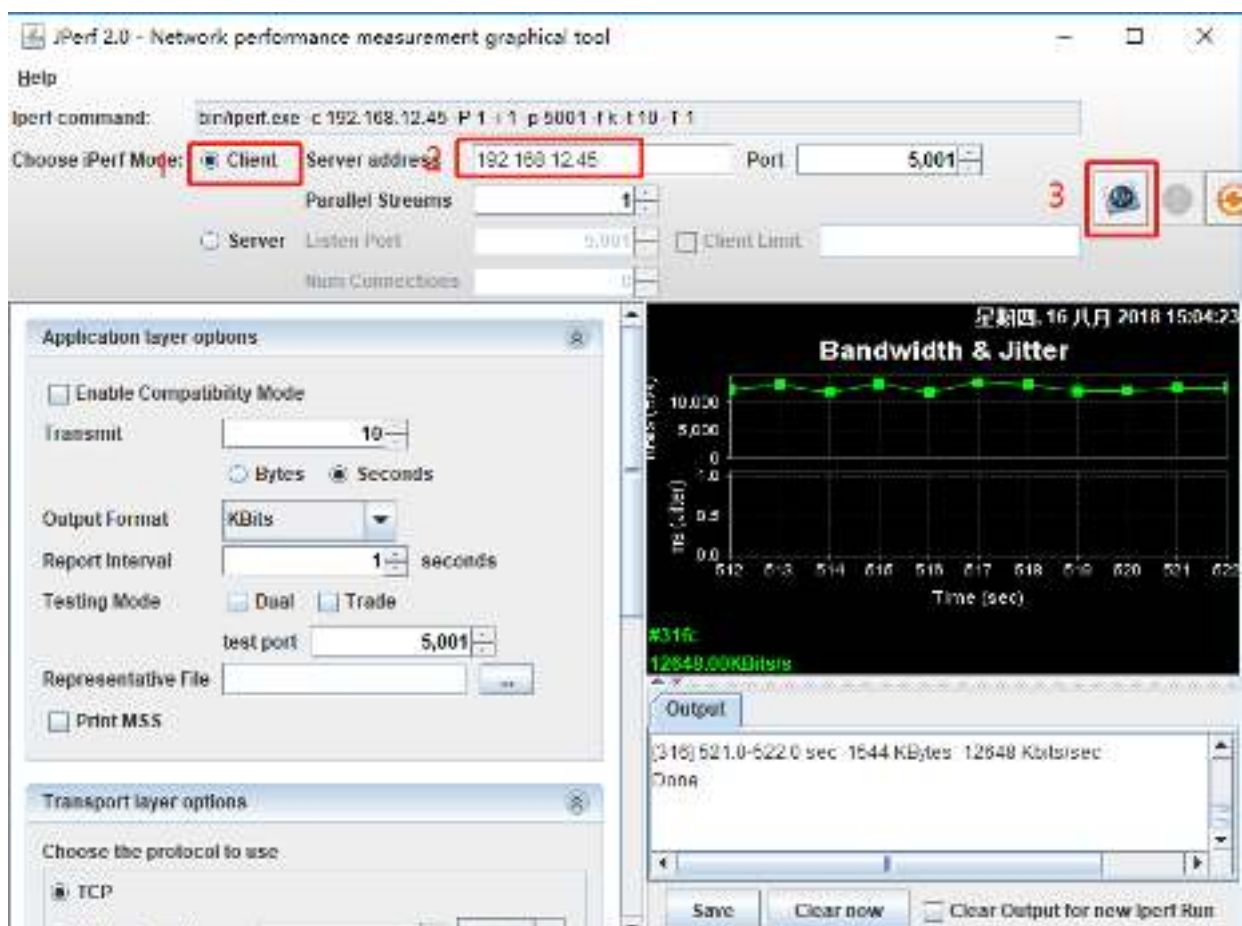 JPerf 2.0 - Network performance measurement graphical tool
Help
Iperf command: bin/iperf.exe -c 192.168.12.45 -P 1 -i 1 -p 5001 -f k -t 10 -T 1
Choose iPerf Mode: 1 Client Server address 2 192.168.12.45 Port 5,001
Parallel Streams 1 3
Server Listen Port 5,001 Client Limit
Num Connections 0
Application layer options
Enable Compatibility Mode
Transmit 10
Bytes Seconds
Output Format KBits
Report Interval 1 seconds
Testing Mode Dual Trade
test port 5,001
Representative File ...
Print MSS
Transport layer options
Choose the protocol to use
TCP
星期四, 16 八月 2018 15:04:23
Bandwidth & Jitter
10,000
5,000
0
1.0
ms (Jitter)
0.5
0.0
512 513 514 515 516 517 518 519 520 521 522
Time (sec)
#316:
12648.00KBits/s
Output
[316] 521.0-522.0 sec 1544 KBytes 12648 Kbits/sec
Done
Save Clear now Clear Output for new Iperf Run